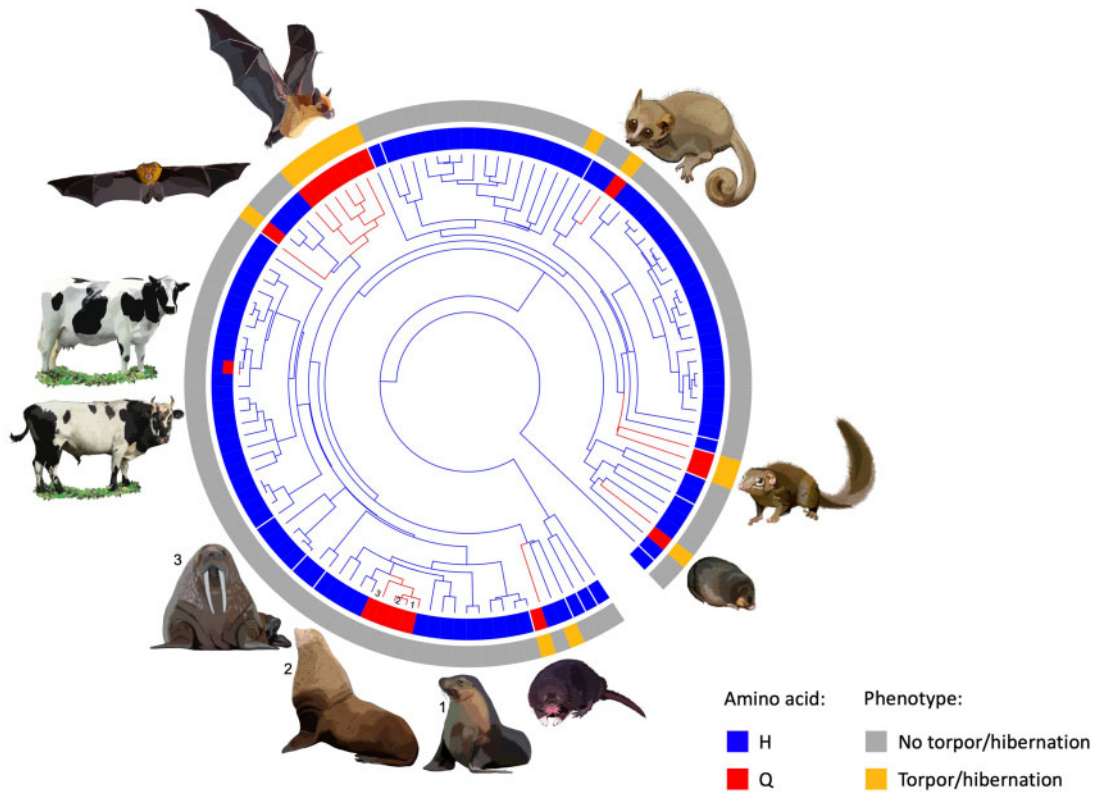 3
2
1
3
2
1
Amino acid:
Phenotype:
H
No torpor/hibernation
Q
Torpor/hibernation